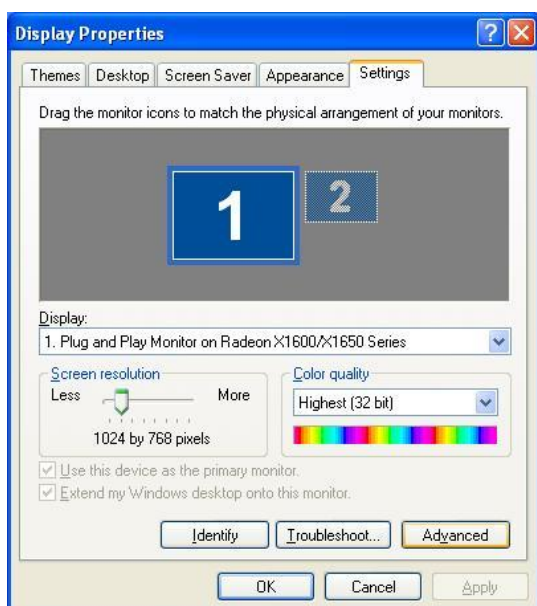 Display Properties
Themes Desktop Screen Saver Appearance Settings
Drag the monitor icons to match the physical arrangement of your monitors.
1 2
Display:
1. Plug and Play Monitor on Radeon X1600/X1650 Series
Screen resolution Color quality
Less More Highest (32 bit)
1024 by 768 pixels
Use this device as the primary monitor.
Extend my Windows desktop onto this monitor.
Identify Troubleshoot... Advanced
OK Cancel Apply